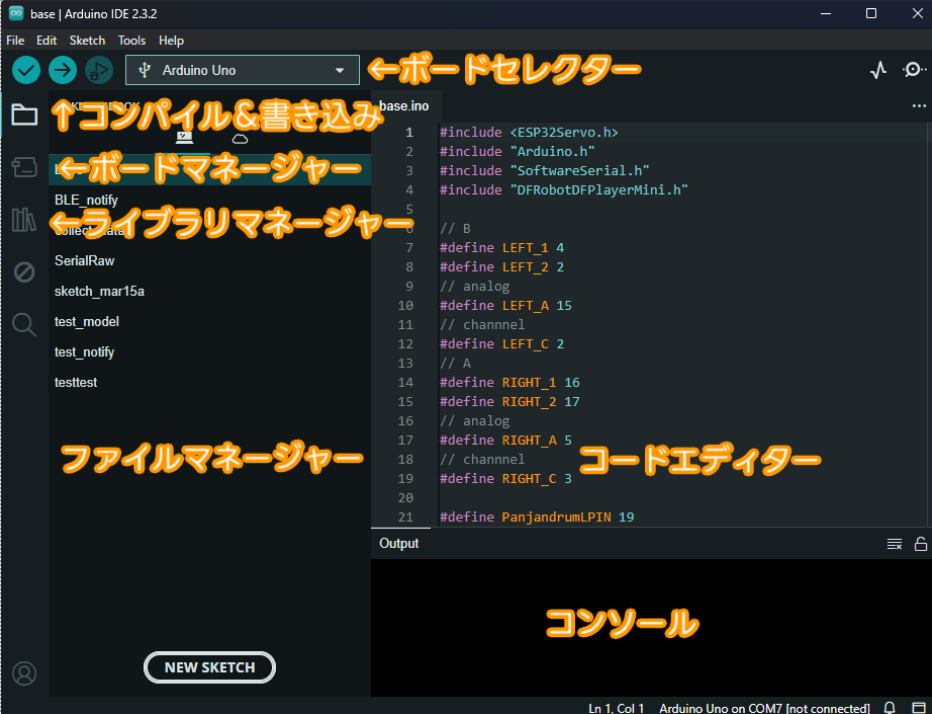 base | Arduino IDE 2.3.2
File Edit Sketch Tools Help
Arduino Uno
←ボードセレクター
↑コンパイル＆書き込み
base.ino
←ボードマネージャー
BLE_notify
←ライブラリマネージャー
SerialRaw
sketch_mar15a
test_model
test_notify
testtest
ファイルマネージャー
NEW SKETCH
1 #include <ESP32Servo.h>
2 #include "Arduino.h"
3 #include "SoftwareSerial.h"
4 #include "DFRobotDFPlayerMini.h"
5
6 // B
7 #define LEFT_1 4
8 #define LEFT_2 2
9 // analog
10 #define LEFT_A 15
11 // channnel
12 #define LEFT_C 2
13 // A
14 #define RIGHT_1 16
15 #define RIGHT_2 17
16 // analog
17 #define RIGHT_A 5
18 // channnel
19 #define RIGHT_C 3
20
21 #define PanjandrumLPIN 19
コードエディター
Output
コンソール
Ln 1, Col 1 Arduino Uno on COM7 [not connected]